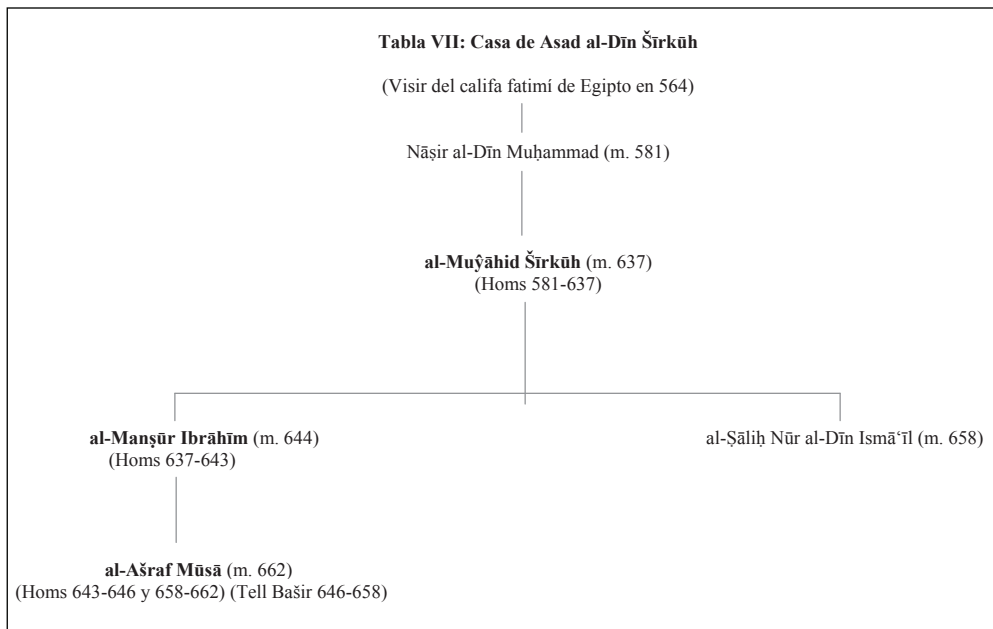 Tabla VII: Casa de Asad al-Dīn Šīrkūh
(Visir del califa fatimí de Egipto en 564)
Nāṣir al-Dīn Muḥammad (m. 581)
al-Muŷāhid Šīrkūh (m. 637)
(Homs 581-637)
al-Manṣūr Ibrāhīm (m. 644)
(Homs 637-643)
al-Ṣāliḥ Nūr al-Dīn Ismā‘īl (m. 658)
al-Ašraf Mūsā (m. 662)
(Homs 643-646 y 658-662) (Tell Bašir 646-658)